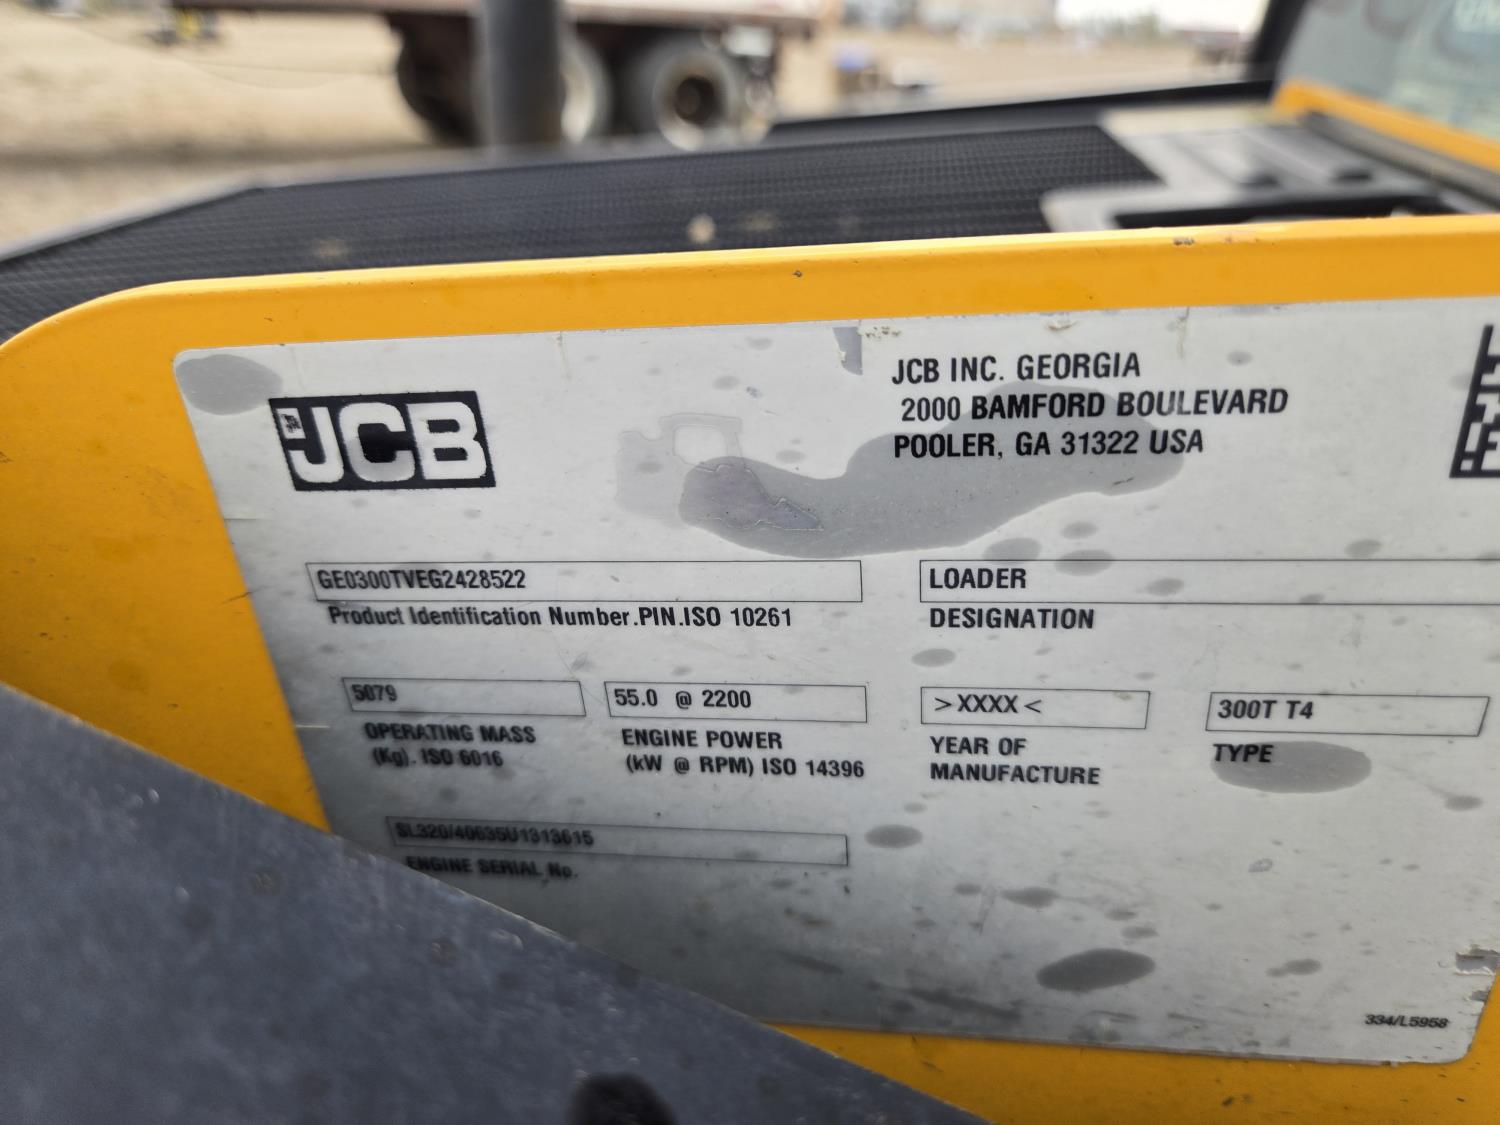 JCB
JCB INC. GEORGIA
2000 BAMFORD BOULEVARD
POOLER, GA 31322 USA
GEO300TVEG2428522
Product Identification Number.PIN.ISO 10261
LOADER
DESIGNATION
5079
OPERATING MASS
(Kg). ISO 6016
55.0 @ 2200
ENGINE POWER
(kW @ RPM) ISO 14396
>XXXX<
YEAR OF
MANUFACTURE
300T T4
TYPE
SL320/40635U1313615
ENGINE SERIAL No.
334/L5958